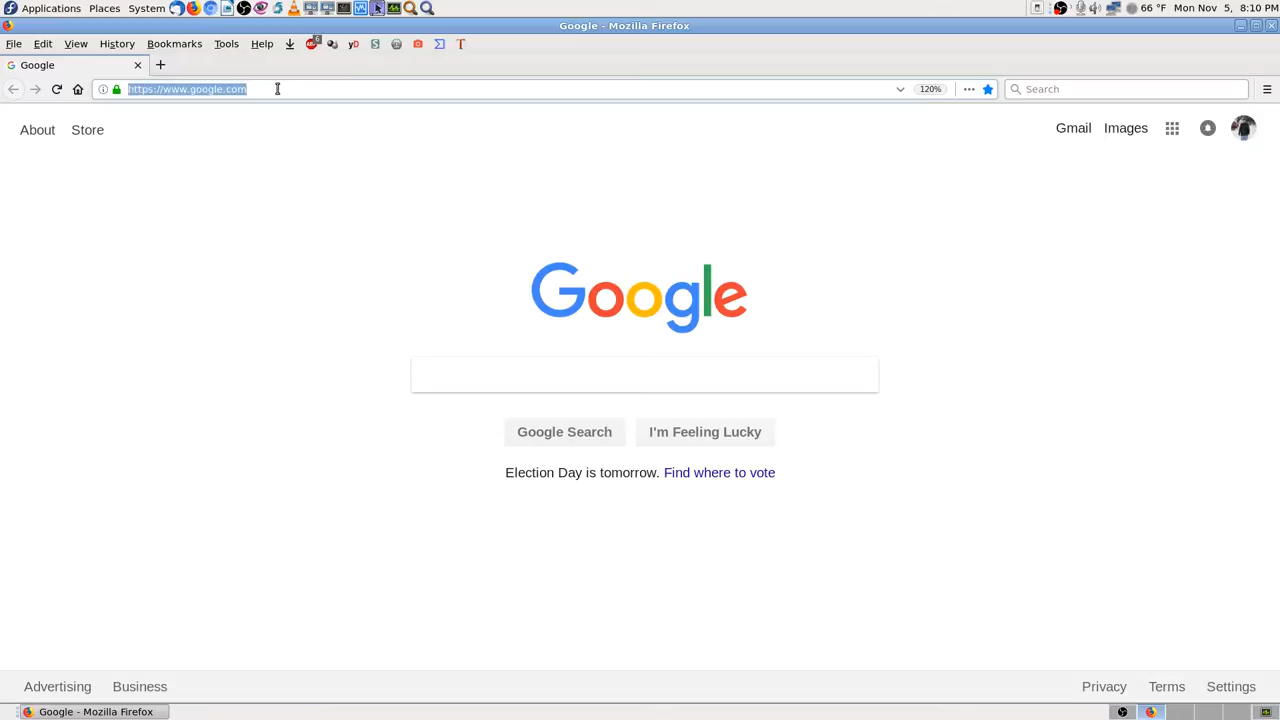 Applications Places System 66 °F Mon Nov 5, 8:10 PM
Google - Mozilla Firefox
File Edit View History Bookmarks Tools Help
Google
https://www.google.com 120% Search
About Store Gmail Images
Google
Google Search I'm Feeling Lucky
Election Day is tomorrow. Find where to vote
Advertising Business Privacy Terms Settings
Google - Mozilla Firefox